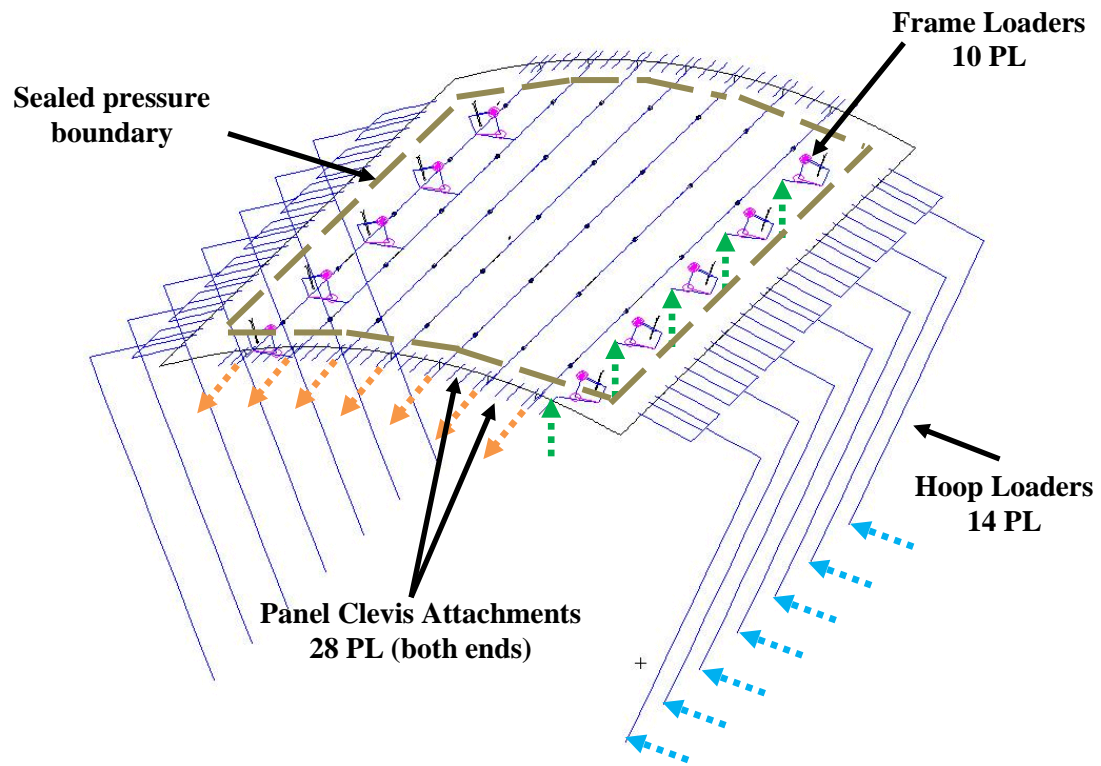 Frame Loaders
10 PL
Sealed pressure
boundary
Hoop Loaders
14 PL
Panel Clevis Attachments
28 PL (both ends)